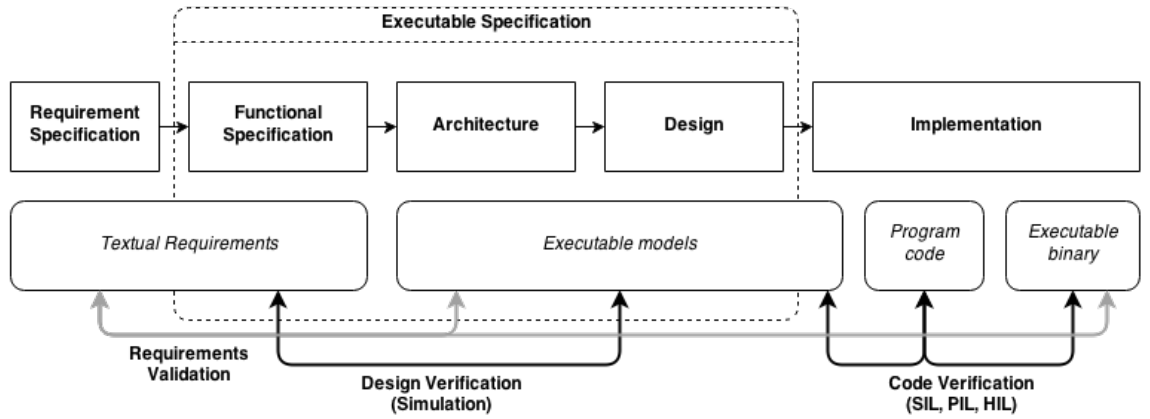 Executable Specification
Requirement
Specification
Functional
Specification
Architecture
Design
Implementation
Textual Requirements
Executable models
Program
code
Executable
binary
Requirements
Validation
Design Verification
(Simulation)
Code Verification
(SIL, PIL, HIL)